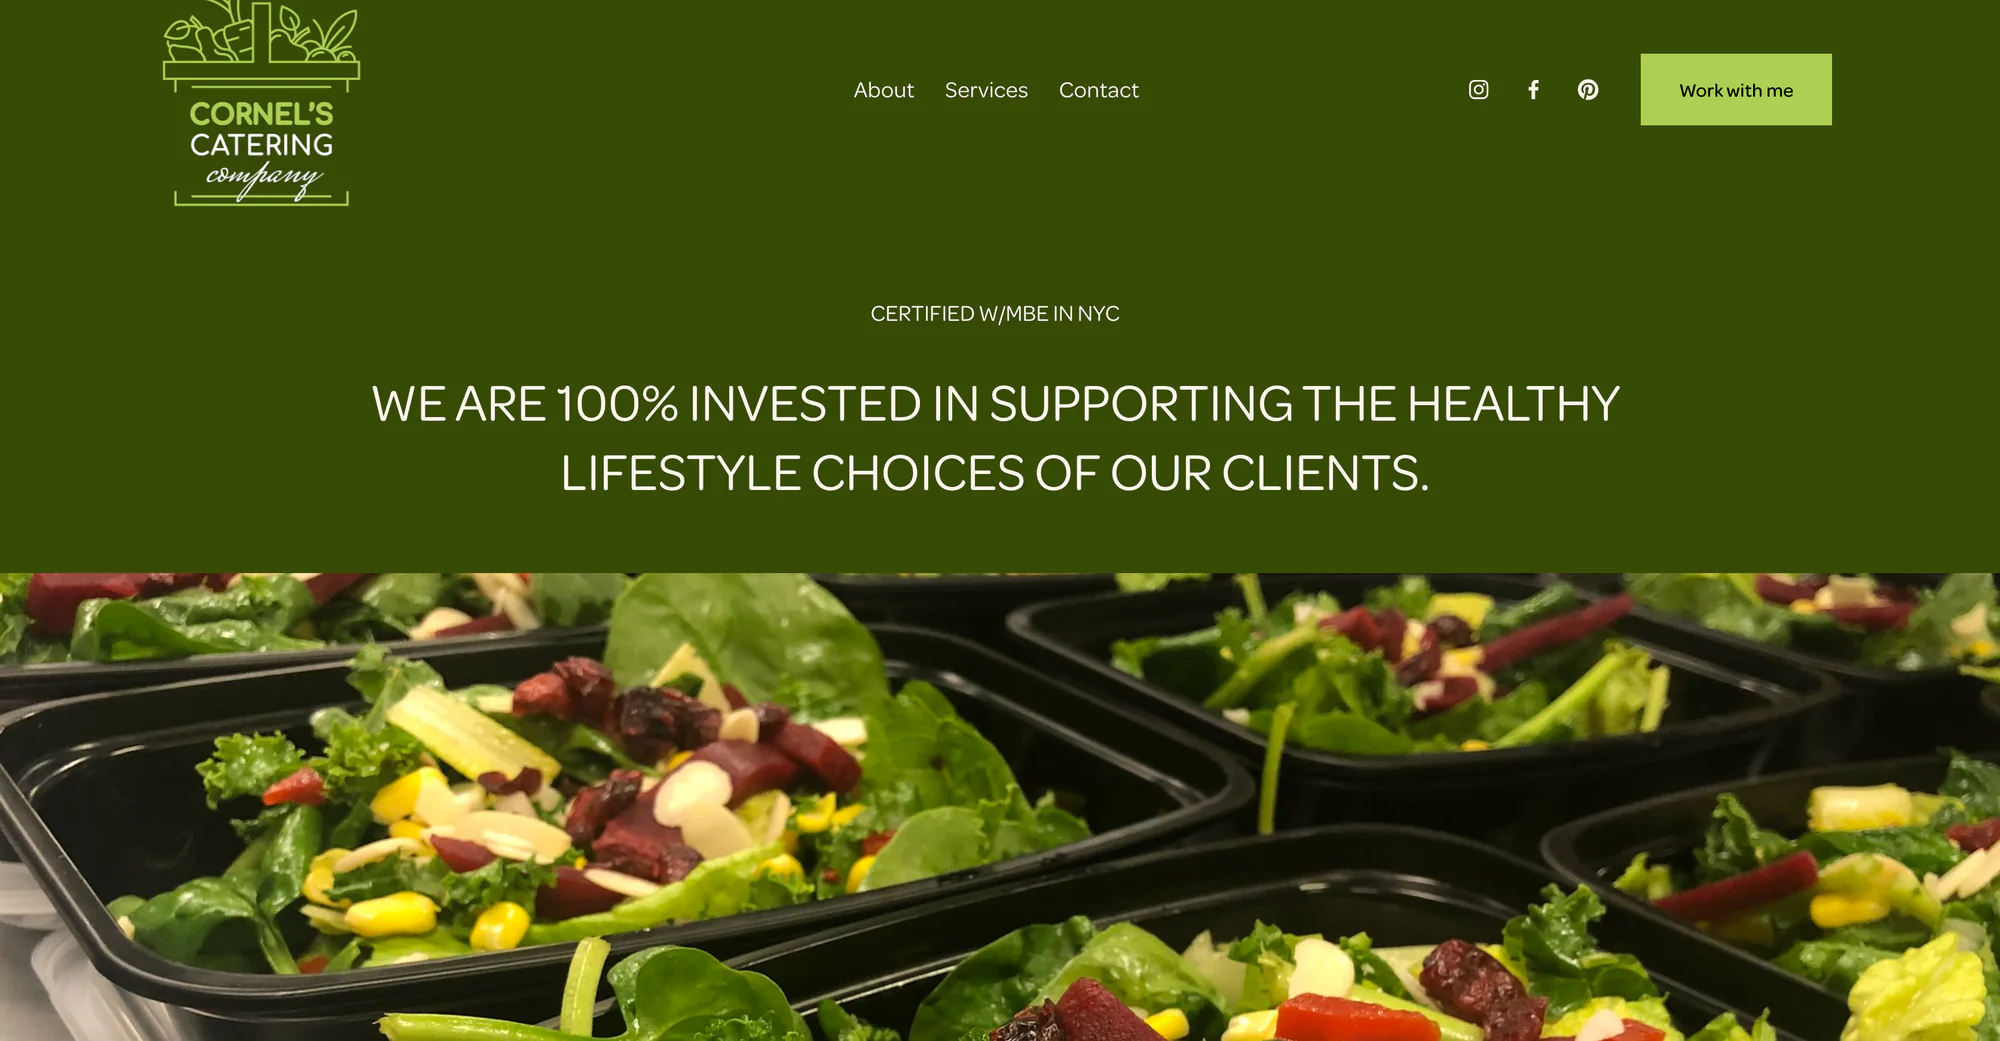 CORNEL'S
CATERING
company
About Services Contact
Work with me
CERTIFIED W/MBE IN NYC
WE ARE 100% INVESTED IN SUPPORTING THE HEALTHY
LIFESTYLE CHOICES OF OUR CLIENTS.